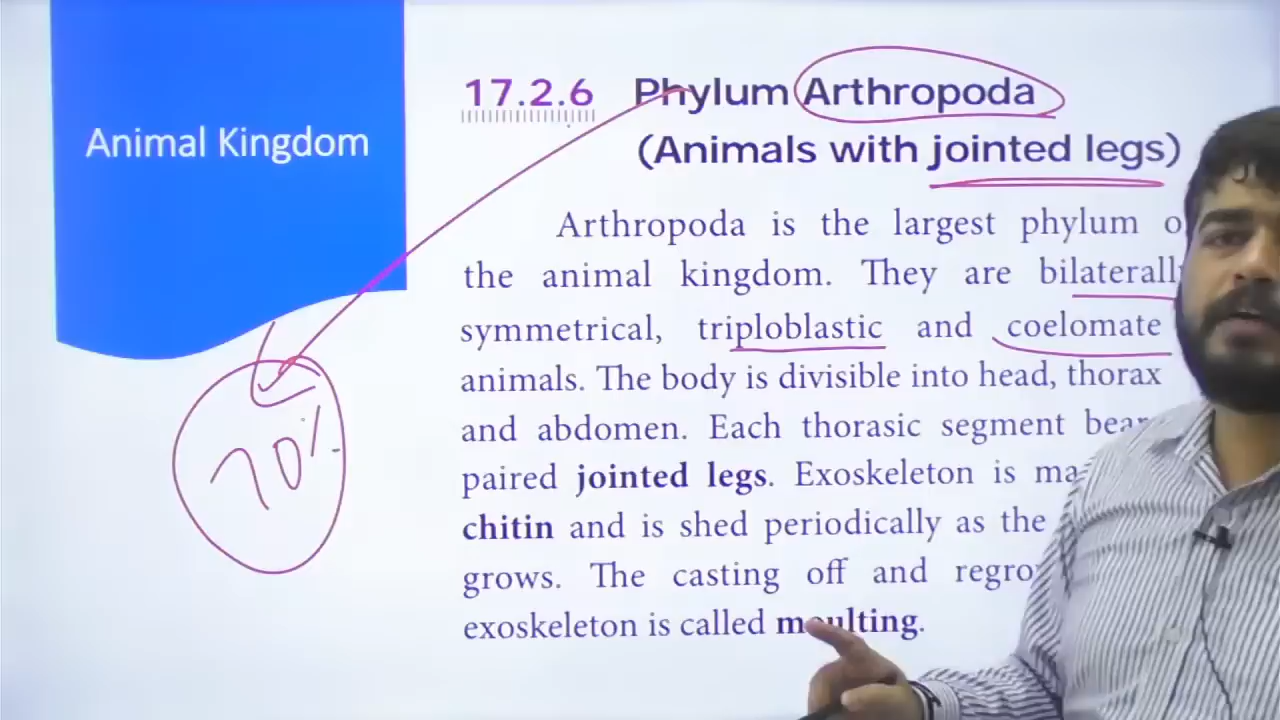 Animal Kingdom
17.2.6 Phylum Arthropoda
(Animals with jointed legs)
Arthropoda is the largest phylum
the animal kingdom. They are
symmetrical, triploblastic and coelomate
animals. The body is divisible into head, thorax
and abdomen. Each thorasic segment
paired jointed legs. Exoskeleton is
chitin and is shed periodically as the
grows. The casting off and
exoskeleton is called moulting.
70%